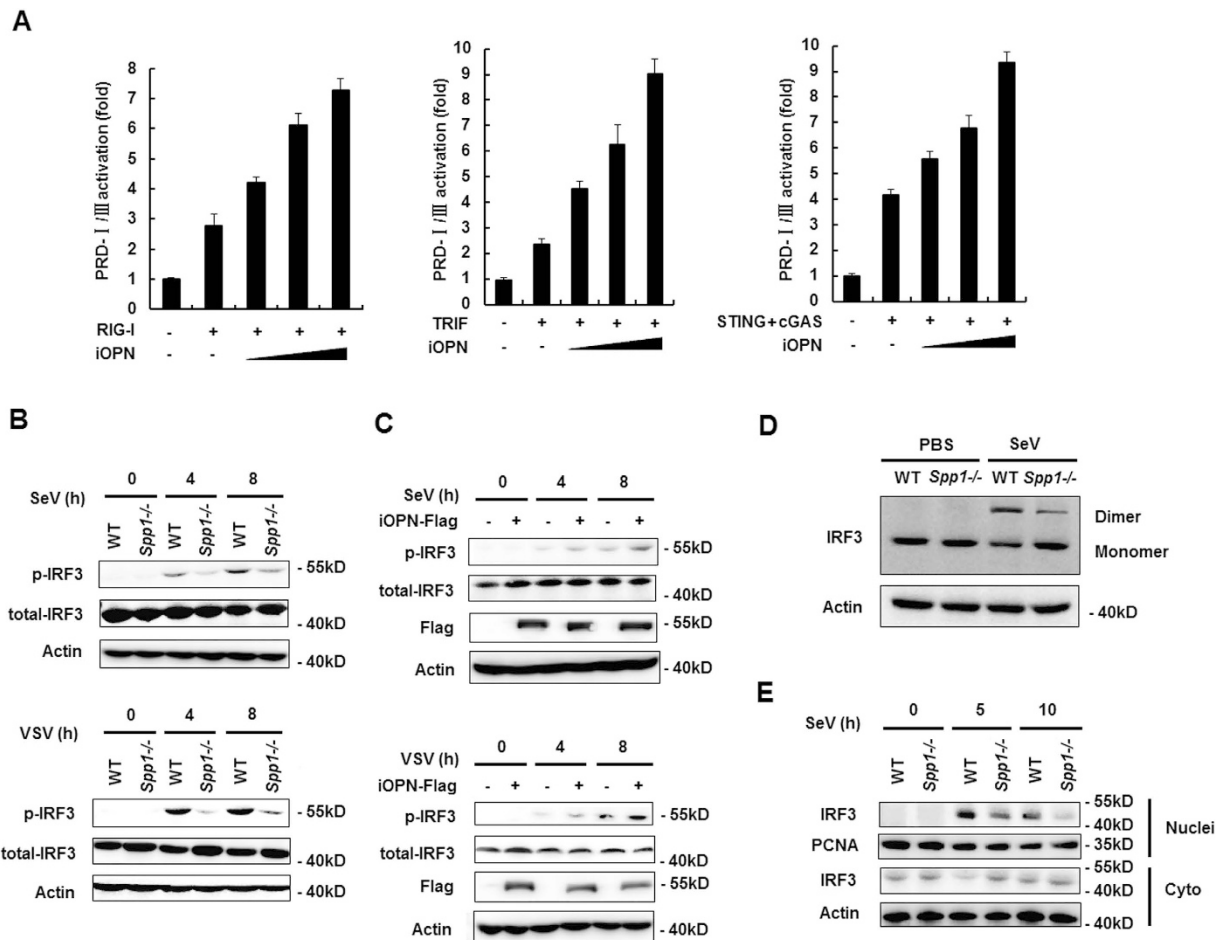 A
PRD-Ⅰ/Ⅲ activation (fold)
8
7
6
5
4
3
2
1
0
RIG-I - + + + +
iOPN - -
PRD-Ⅰ/Ⅲ activation (fold)
10
9
8
7
6
5
4
3
2
1
0
TRIF - + + + +
iOPN - -
PRD-Ⅰ/Ⅲ activation (fold)
10
9
8
7
6
5
4
3
2
1
0
STING+cGAS - + + + +
iOPN - -
B
0 4 8
SeV (h)
WT Spp1-/- WT Spp1-/- WT Spp1-/-
p-IRF3 - 55kD
total-IRF3 - 40kD
Actin - 40kD
0 4 8
VSV (h)
WT Spp1-/- WT Spp1-/- WT Spp1-/-
p-IRF3 - 55kD
total-IRF3 - 40kD
Actin - 40kD
C
0 4 8
SeV (h)
iOPN-Flag - + - + - +
p-IRF3 - 55kD
total-IRF3 - 40kD
Flag - 55kD
Actin - 40kD
0 4 8
VSV (h)
iOPN-Flag - + - + - +
p-IRF3 - 55kD
total-IRF3 - 40kD
Flag - 55kD
Actin - 40kD
D
PBS SeV
WT Spp1-/- WT Spp1-/-
Dimer
IRF3
Monomer
Actin - 40kD
E
0 5 10
SeV (h)
WT Spp1-/- WT Spp1-/- WT Spp1-/-
- 55kD
IRF3
- 40kD
Nuclei
PCNA - 35kD
- 55kD
IRF3
- 40kD
Cyto
Actin
- 40kD